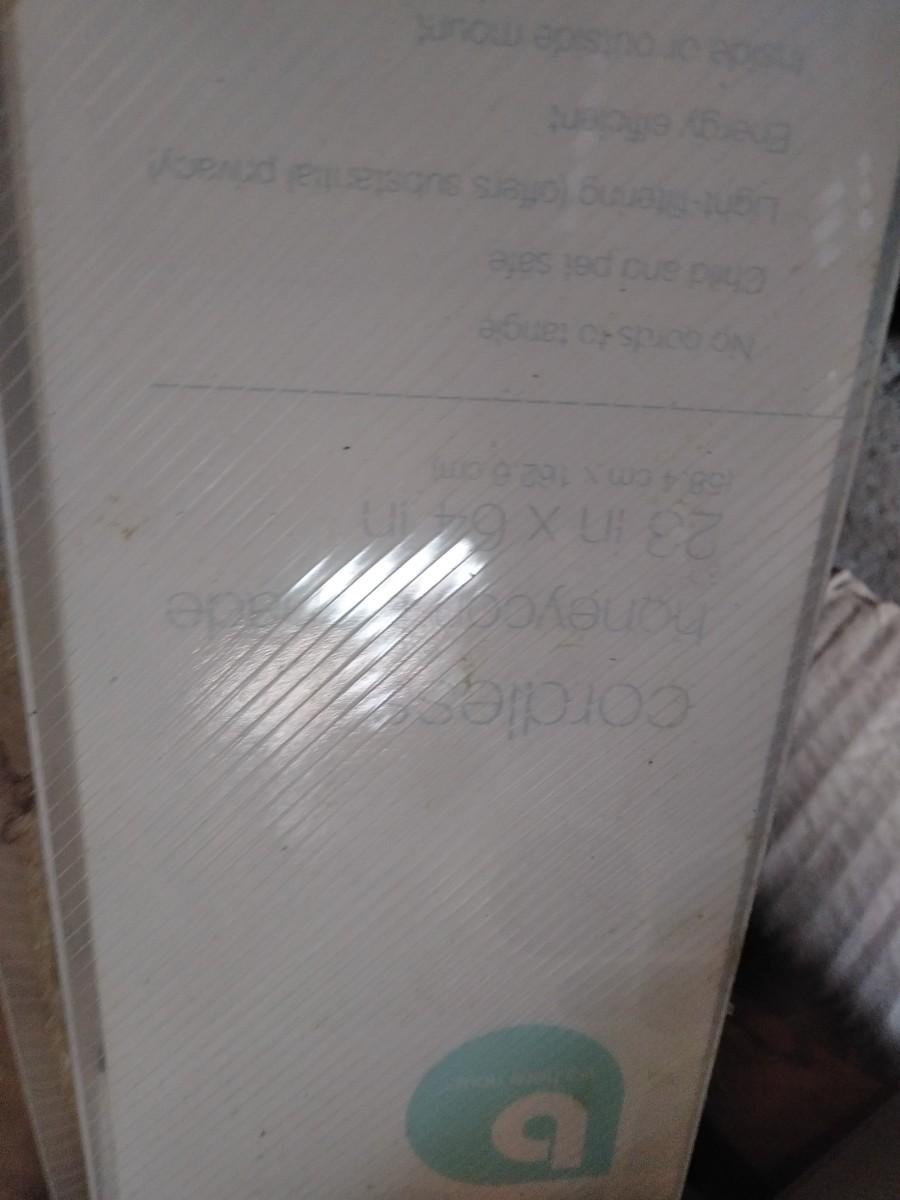 cordless
honeycomb shade
23 in x 64 in
(58.4 cm x 162.6 cm)
No cords to tangle
Child and pet safe
Light-filtering (offers substantial privacy)
Energy efficient
Inside or outside mount